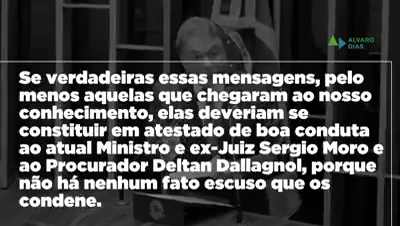 ALVARO
DIAS
Se verdadeiras essas mensagens, pelo
menos aquelas que chegaram ao nosso
conhecimento, elas deveriam se
constituir em atestado de boa conduta
ao atual Ministro e ex-Juiz Sergio Moro e
ao Procurador Deltan Dallagnol, porque
não há nenhum fato escuso que os
condene.